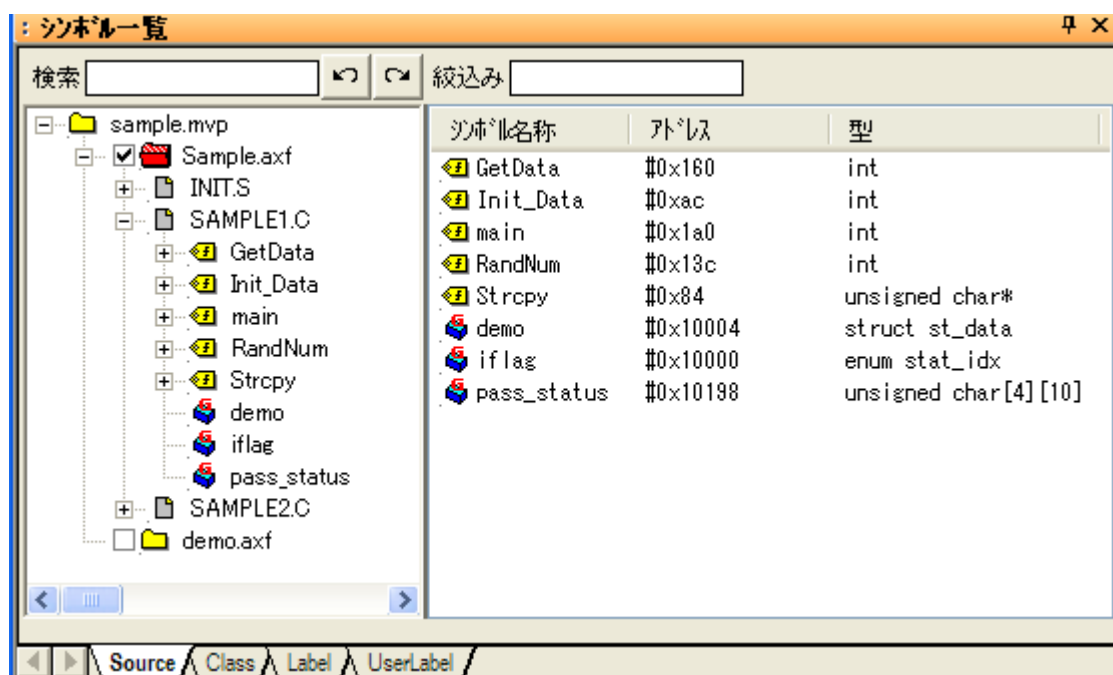 シンボル一覧
検索
絞込み
sample.mvp
Sample.axf
INIT.S
SAMPLE1.C
GetData
Init_Data
main
RandNum
Strcpy
demo
iflag
pass_status
SAMPLE2.C
demo.axf
シンボル名称 アドレス 型
GetData #0x160 int
Init_Data #0xac int
main #0x1a0 int
RandNum #0x13c int
Strcpy #0x84 unsigned char*
demo #0x10004 struct st_data
iflag #0x10000 enum stat_idx
pass_status #0x10198 unsigned char[4][10]
Source Class Label UserLabel